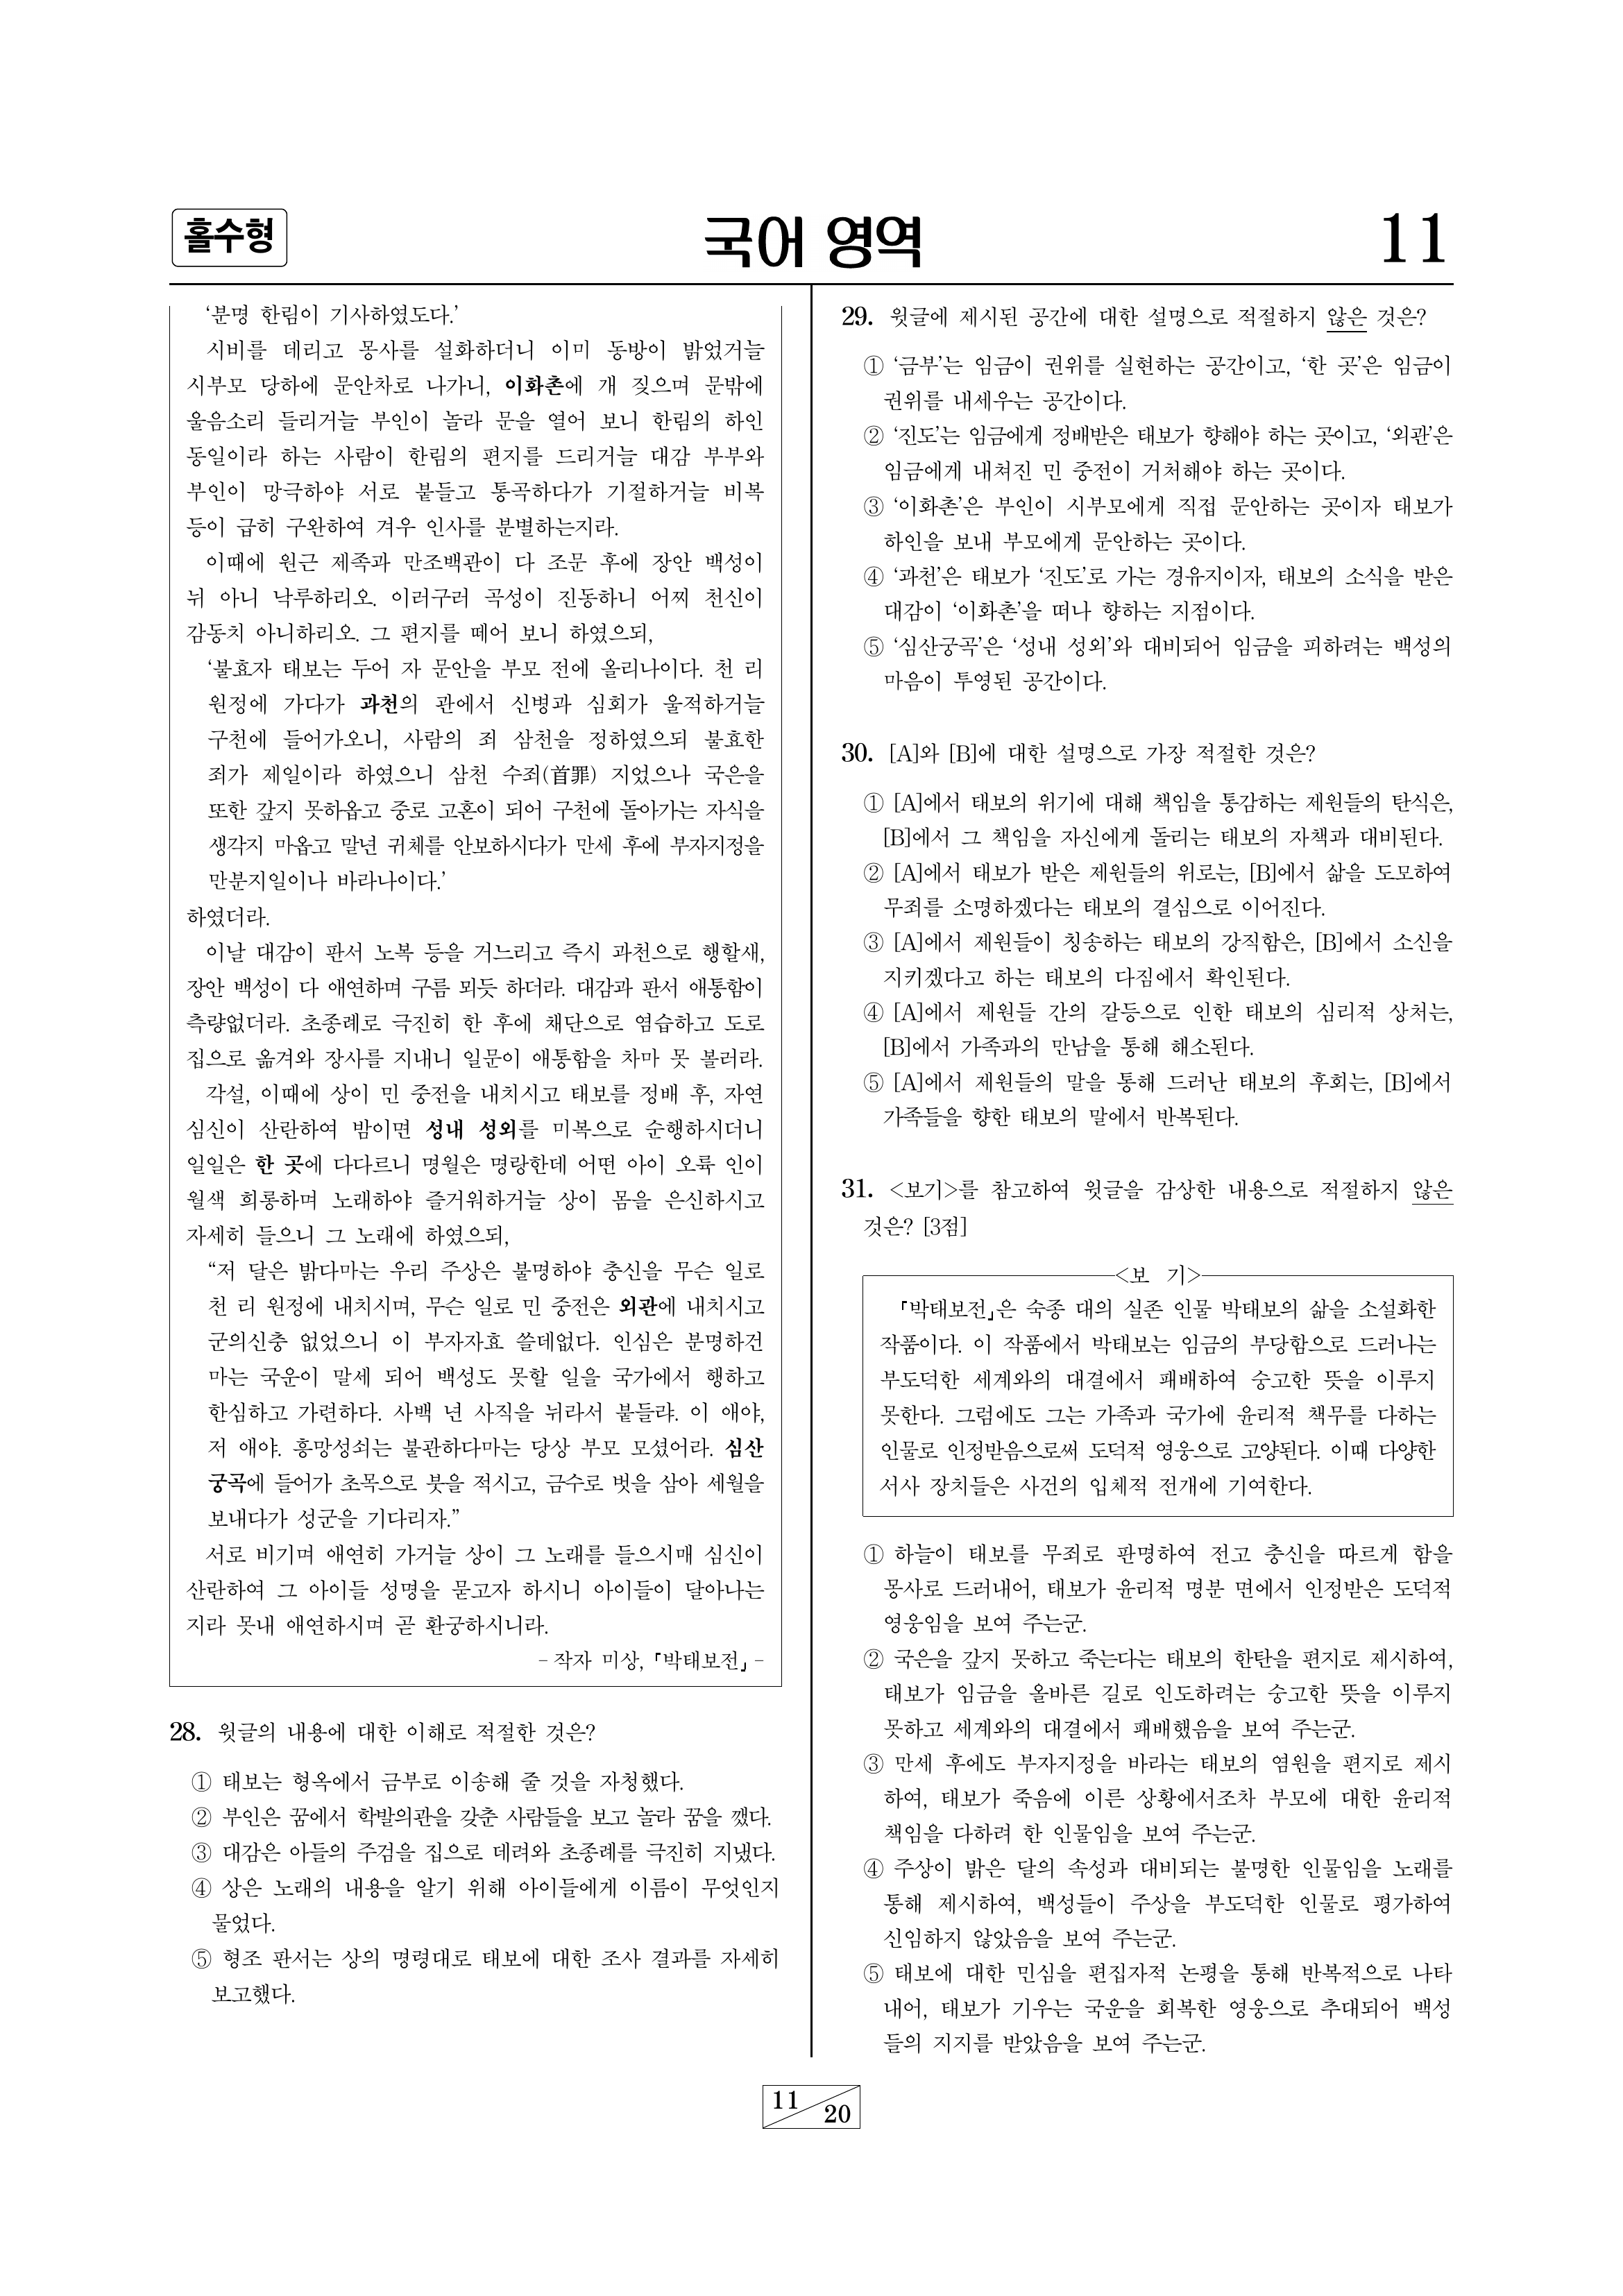 홀수형
국어 영역
11
‘분명 한림이 기사하였도다.’
시비를 데리고 몽사를 설화하더니 이미 동방이 밝았거늘
시부모 당하에 문안차로 나가니, 이화촌에 개 짖으며 문밖에
울음소리 들리거늘 부인이 놀라 문을 열어 보니 한림의 하인
동일이라 하는 사람이 한림의 편지를 드리거늘 대감 부부와
부인이 망극하야 서로 붙들고 통곡하다가 기절하거늘 비복
등이 급히 구완하여 겨우 인사를 분별하는지라.
이때에 원근 제족과 만조백관이 다 조문 후에 장안 백성이
뉘 아니 낙루하리오. 이러구러 곡성이 진동하니 어찌 천신이
감동치 아니하리오. 그 편지를 떼어 보니 하였으되,
‘불효자 태보는 두어 자 문안을 부모 전에 올리나이다. 천 리
원정에 가다가 과천의 관에서 신병과 심회가 울적하거늘
구천에 들어가오니, 사람의 죄 삼천을 정하였으되 불효한
죄가 제일이라 하였으니 삼천 수죄(首罪) 지었으나 국은을
또한 갚지 못하옵고 중로 고혼이 되어 구천에 돌아가는 자식을
생각지 마옵고 말년 귀체를 안보하시다가 만세 후에 부자지정을
만분지일이나 바라나이다.’
하였더라.
이날 대감이 판서 노복 등을 거느리고 즉시 과천으로 행할새,
장안 백성이 다 애연하며 구름 뫼듯 하더라. 대감과 판서 애통함이
측량없더라. 초종례로 극진히 한 후에 채단으로 염습하고 도로
집으로 옮겨와 장사를 지내니 일문이 애통함을 차마 못 볼러라.
각설, 이때에 상이 민 중전을 내치시고 태보를 정배 후, 자연
심신이 산란하여 밤이면 성내 성외를 미복으로 순행하시더니
일일은 한 곳에 다다르니 명월은 명랑한데 어떤 아이 오륙 인이
월색 희롱하며 노래하야 즐거워하거늘 상이 몸을 은신하시고
자세히 들으니 그 노래에 하였으되,
“저 달은 밝다마는 우리 주상은 불명하야 충신을 무슨 일로
천 리 원정에 내치시며, 무슨 일로 민 중전은 외관에 내치시고
군의신충 없었으니 이 부자자효 쓸데없다. 인심은 분명하건
마는 국운이 말세 되어 백성도 못할 일을 국가에서 행하고
한심하고 가련하다. 사백 년 사직을 뉘라서 붙들랴. 이 애야,
저 애야. 흥망성쇠는 불관하다마는 당상 부모 모셨어라. 심산
궁곡에 들어가 초목으로 붓을 적시고, 금수로 벗을 삼아 세월을
보내다가 성군을 기다리자.”
서로 비기며 애연히 가거늘 상이 그 노래를 들으시매 심신이
산란하여 그 아이들 성명을 묻고자 하시니 아이들이 달아나는
지라 못내 애연하시며 곧 환궁하시니라.
– 작자 미상, 「박태보전」 –
28. 윗글의 내용에 대한 이해로 적절한 것은?
① 태보는 형옥에서 금부로 이송해 줄 것을 자청했다.
② 부인은 꿈에서 학발의관을 갖춘 사람들을 보고 놀라 꿈을 깼다.
③ 대감은 아들의 주검을 집으로 데려와 초종례를 극진히 지냈다.
④ 상은 노래의 내용을 알기 위해 아이들에게 이름이 무엇인지
물었다.
⑤ 형조 판서는 상의 명령대로 태보에 대한 조사 결과를 자세히
보고했다.
29. 윗글에 제시된 공간에 대한 설명으로 적절하지 않은 것은?
① ‘금부’는 임금이 권위를 실현하는 공간이고, ‘한 곳’은 임금이
권위를 내세우는 공간이다.
② ‘진도’는 임금에게 정배받은 태보가 향해야 하는 곳이고, ‘외관’은
임금에게 내쳐진 민 중전이 거처해야 하는 곳이다.
③ ‘이화촌’은 부인이 시부모에게 직접 문안하는 곳이자 태보가
하인을 보내 부모에게 문안하는 곳이다.
④ ‘과천’은 태보가 ‘진도’로 가는 경유지이자, 태보의 소식을 받은
대감이 ‘이화촌’을 떠나 향하는 지점이다.
⑤ ‘심산궁곡’은 ‘성내 성외’와 대비되어 임금을 피하려는 백성의
마음이 투영된 공간이다.
30. [A]와 [B]에 대한 설명으로 가장 적절한 것은?
① [A]에서 태보의 위기에 대해 책임을 통감하는 제원들의 탄식은,
[B]에서 그 책임을 자신에게 돌리는 태보의 자책과 대비된다.
② [A]에서 태보가 받은 제원들의 위로는, [B]에서 삶을 도모하여
무죄를 소명하겠다는 태보의 결심으로 이어진다.
③ [A]에서 제원들이 칭송하는 태보의 강직함은, [B]에서 소신을
지키겠다고 하는 태보의 다짐에서 확인된다.
④ [A]에서 제원들 간의 갈등으로 인한 태보의 심리적 상처는,
[B]에서 가족과의 만남을 통해 해소된다.
⑤ [A]에서 제원들의 말을 통해 드러난 태보의 후회는, [B]에서
가족들을 향한 태보의 말에서 반복된다.
31. <보기>를 참고하여 윗글을 감상한 내용으로 적절하지 않은
것은? [3점]
<보 기>
「박태보전」은 숙종 대의 실존 인물 박태보의 삶을 소설화한
작품이다. 이 작품에서 박태보는 임금의 부당함으로 드러나는
부도덕한 세계와의 대결에서 패배하여 숭고한 뜻을 이루지
못한다. 그럼에도 그는 가족과 국가에 윤리적 책무를 다하는
인물로 인정받음으로써 도덕적 영웅으로 고양된다. 이때 다양한
서사 장치들은 사건의 입체적 전개에 기여한다.
① 하늘이 태보를 무죄로 판명하여 전고 충신을 따르게 함을
몽사로 드러내어, 태보가 윤리적 명분 면에서 인정받은 도덕적
영웅임을 보여 주는군.
② 국은을 갚지 못하고 죽는다는 태보의 한탄을 편지로 제시하여,
태보가 임금을 올바른 길로 인도하려는 숭고한 뜻을 이루지
못하고 세계와의 대결에서 패배했음을 보여 주는군.
③ 만세 후에도 부자지정을 바라는 태보의 염원을 편지로 제시
하여, 태보가 죽음에 이른 상황에서조차 부모에 대한 윤리적
책임을 다하려 한 인물임을 보여 주는군.
④ 주상이 밝은 달의 속성과 대비되는 불명한 인물임을 노래를
통해 제시하여, 백성들이 주상을 부도덕한 인물로 평가하여
신임하지 않았음을 보여 주는군.
⑤ 태보에 대한 민심을 편집자적 논평을 통해 반복적으로 나타
내어, 태보가 기우는 국운을 회복한 영웅으로 추대되어 백성
들의 지지를 받았음을 보여 주는군.
11
20